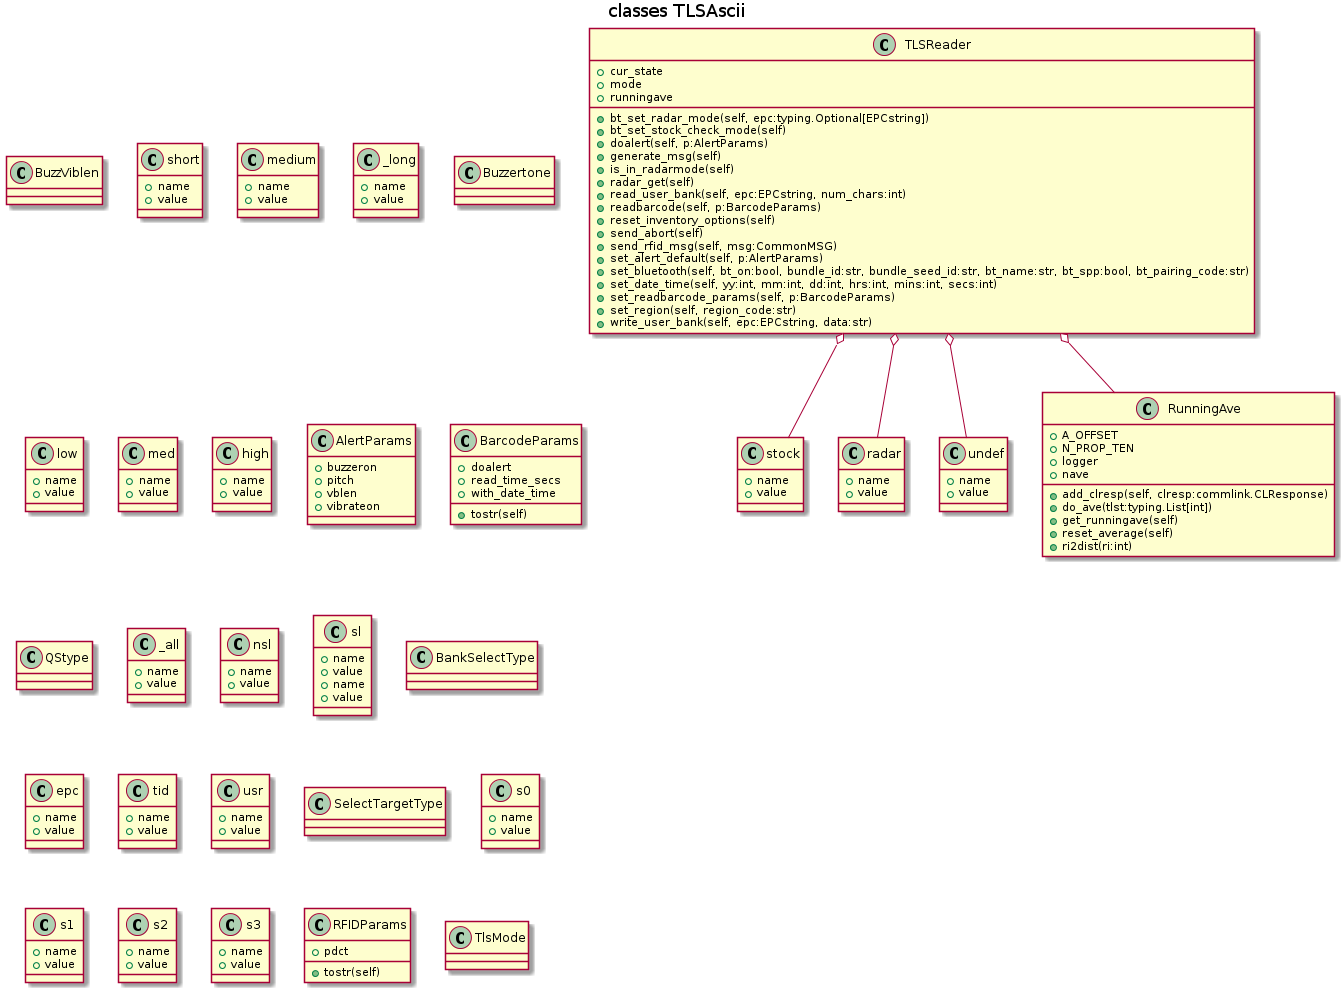 classes TLSAscii
C TLSReader
cur_state
mode
runningave
bt_set_radar_mode(self, epc:typing.Optional[EPCstring])
bt_set_stock_check_mode(self)
doalert(self, p:AlertParams)
generate_msg(self)
is_in_radarmode(self)
radar_get(self)
read_user_bank(self, epc:EPCstring, num_chars:int)
readbarcode(self, p:BarcodeParams)
reset_inventory_options(self)
send_abort(self)
send_rfid_msg(self, msg:CommonMSG)
set_alert_default(self, p:AlertParams)
set_bluetooth(self, bt_on:bool, bundle_id:str, bundle_seed_id:str, bt_name:str, bt_spp:bool, bt_pairing_code:str)
set_date_time(self, yy:int, mm:int, dd:int, hrs:int, mins:int, secs:int)
set_readbarcode_params(self, p:BarcodeParams)
set_region(self, region_code:str)
write_user_bank(self, epc:EPCstring, data:str)
C BuzzViblen
C short
name
value
C medium
name
value
C _long
name
value
C Buzzertone
C low
name
value
C med
name
value
C high
name
value
C AlertParams
buzzeron
pitch
vblen
vibrateon
C BarcodeParams
doalert
read_time_secs
with_date_time
tostr(self)
C stock
name
value
C radar
name
value
C undef
name
value
C RunningAve
A_OFFSET
N_PROP_TEN
logger
nave
add_clresp(self, clresp:commlink.CLResponse)
do_ave(tlst:typing.List[int])
get_runningave(self)
reset_average(self)
ri2dist(ri:int)
C QStype
C _all
name
value
C nsl
name
value
C sl
name
value
name
value
C BankSelectType
C epc
name
value
C tid
name
value
C usr
name
value
C SelectTargetType
C s0
name
value
C s1
name
value
C s2
name
value
C s3
name
value
C RFIDParams
pdct
tostr(self)
C TlsMode